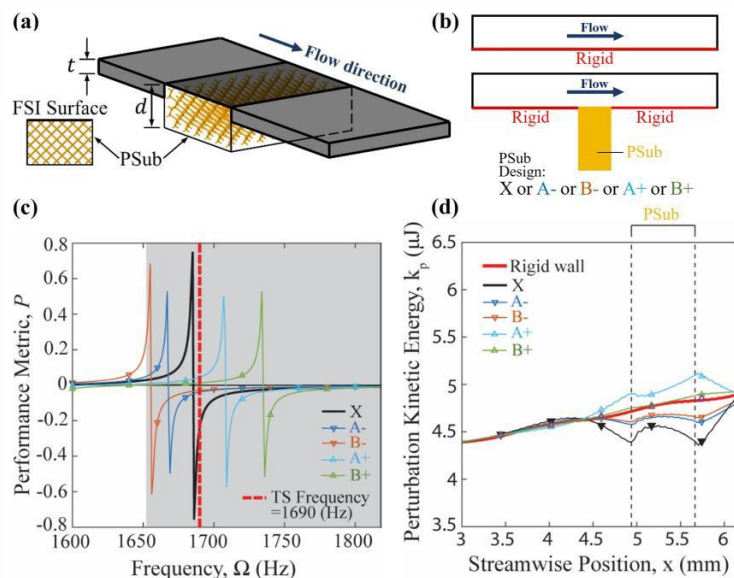 (a)
t
d
Flow direction
FSI Surface
PSub
(b)
Flow
Rigid
Flow
Rigid
Rigid
PSub
PSub
Design:
X or A- or B- or A+ or B+
(c)
Performance Metric, P
0.8
0.6
0.4
0.2
0
-0.2
-0.4
-0.6
-0.8
X
A-
B-
A+
B+
TS Frequency
=1690 (Hz)
1600
1650
1700
1750
1800
Frequency, Ω (Hz)
(d)
PSub
Perturbation Kinetic Energy, kp (μJ)
6
5.5
5
4.5
4
3.5
Rigid wall
X
A-
B-
A+
B+
3
3.5
4
4.5
5
5.5
6
Streamwise Position, x (mm)